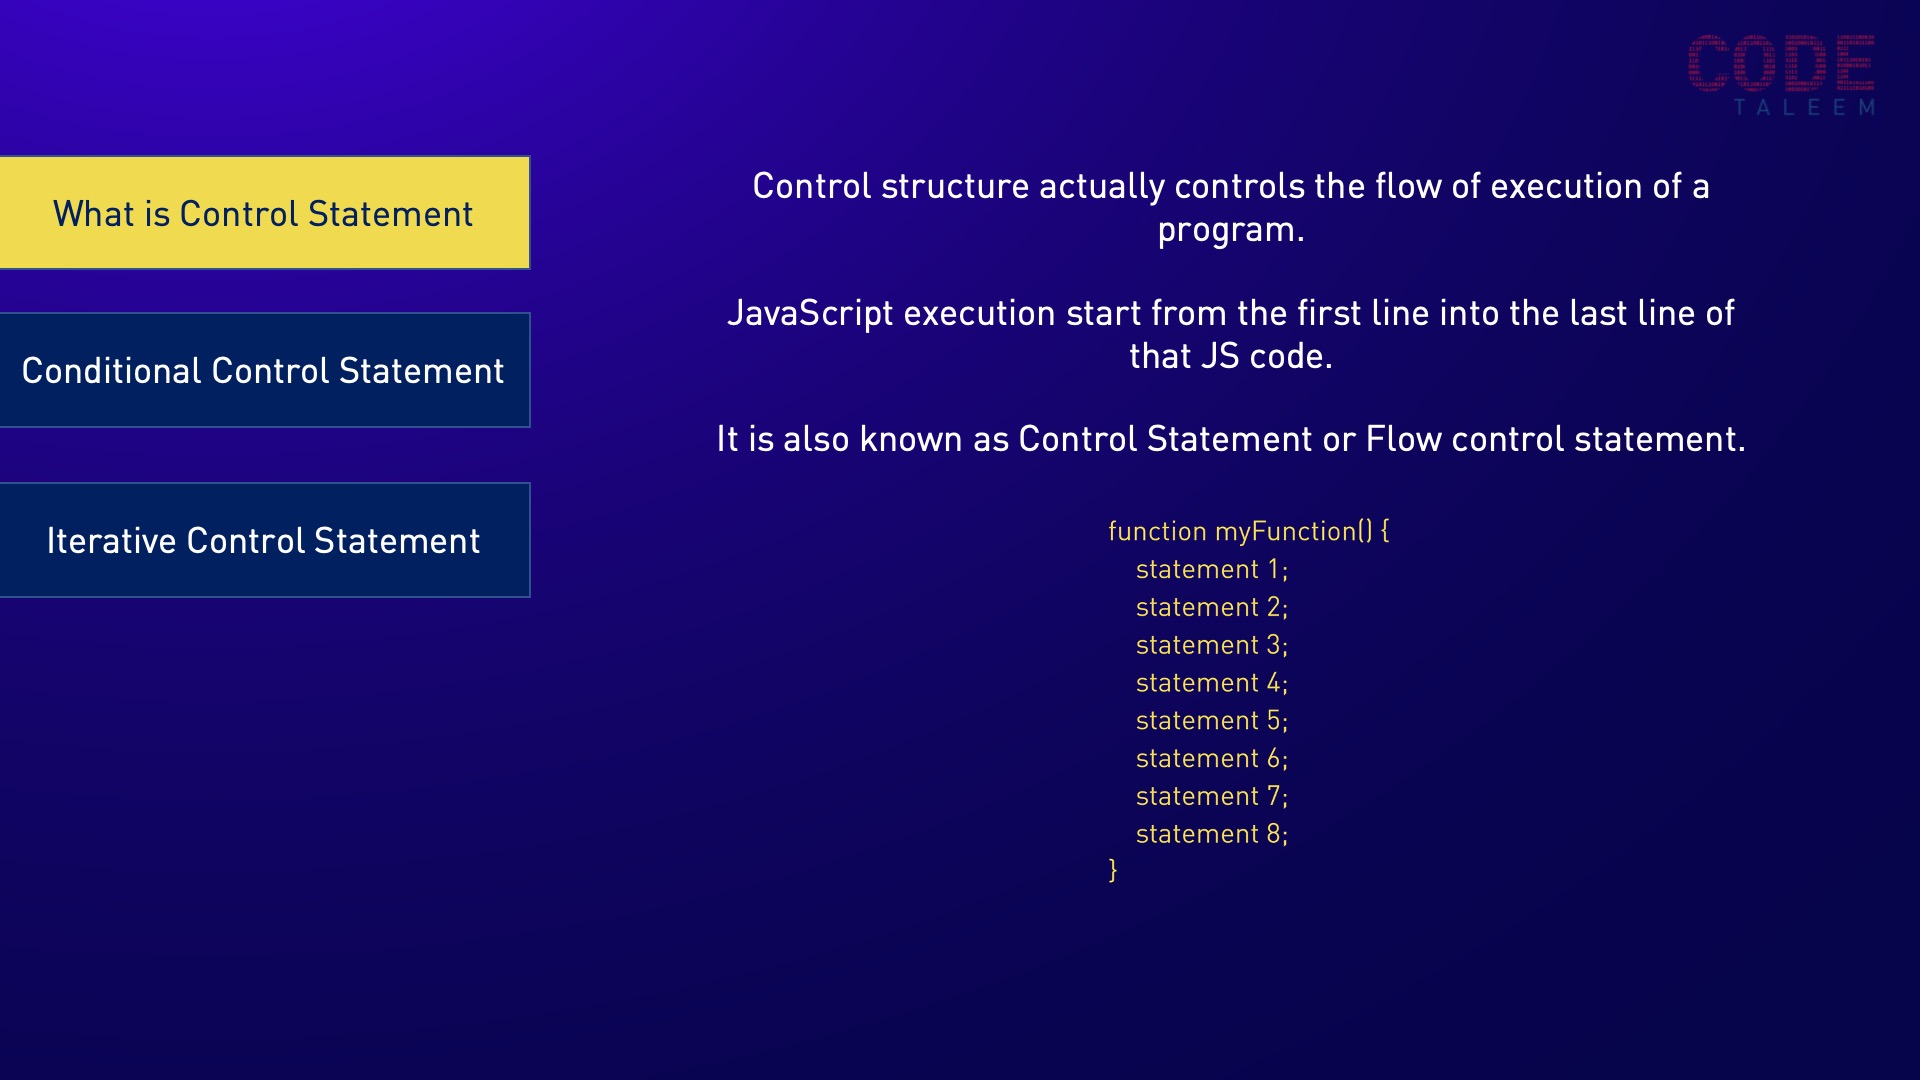 CODE
TALEEM
What is Control Statement
Conditional Control Statement
Iterative Control Statement
Control structure actually controls the flow of execution of a
program.
JavaScript execution start from the first line into the last line of
that JS code.
It is also known as Control Statement or Flow control statement.
function myFunction() {
    statement 1;
    statement 2;
    statement 3;
    statement 4;
    statement 5;
    statement 6;
    statement 7;
    statement 8;
}